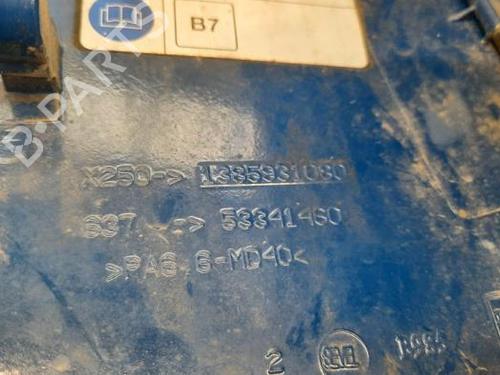 B7
X250-> 1385931080
637 -> 53341460
>PA6.6-MD40<
2
B-PARTS